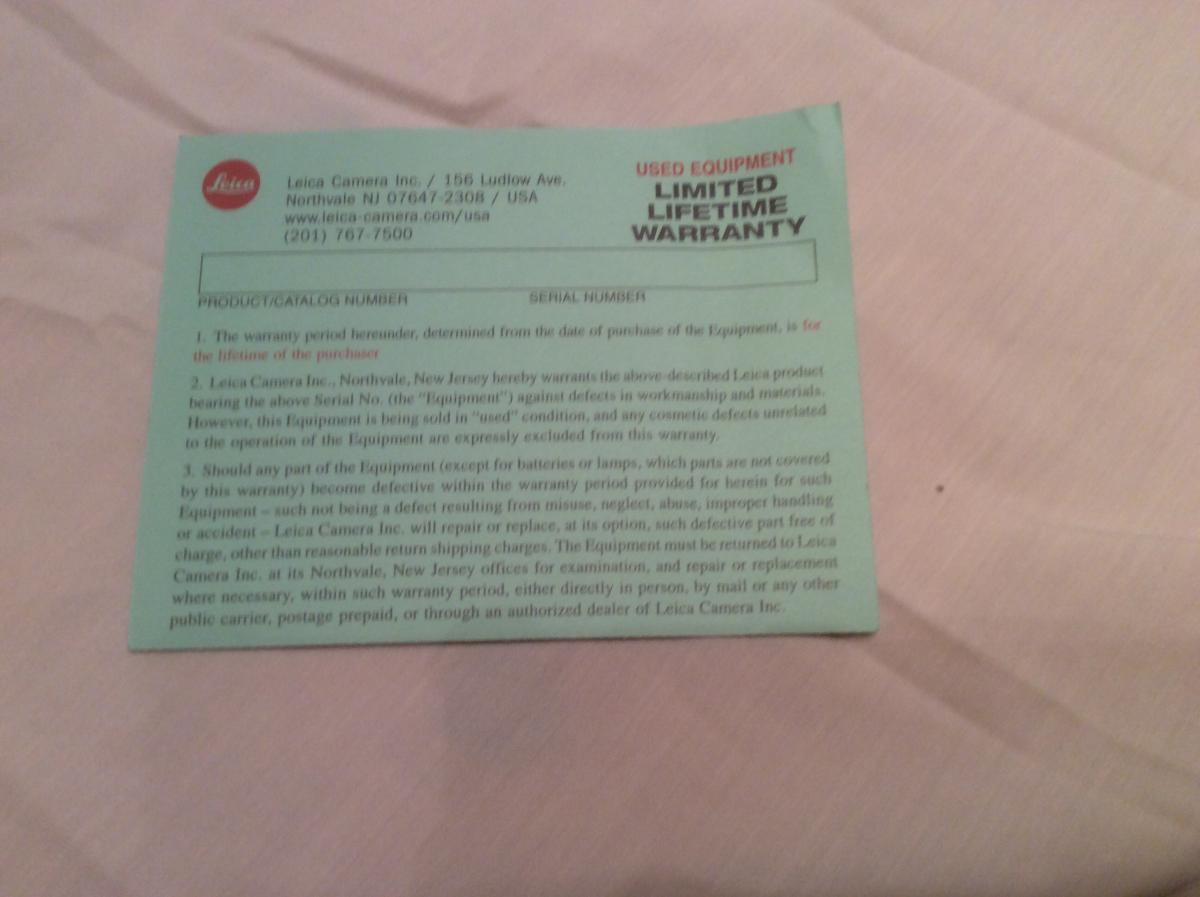 Leica
Leica Camera Inc. / 156 Ludlow Ave.
Northvale NJ 07647-2308 / USA
www.leica-camera.com/usa
(201) 767-7500
USED EQUIPMENT
LIMITED
LIFETIME
WARRANTY
PRODUCT/CATALOG NUMBER
SERIAL NUMBER
1. The warranty period hereunder, determined from the date of purchase of the Equipment, is for
the lifetime of the purchaser
2. Leica Camera Inc., Northvale, New Jersey hereby warrants the above-described Leica product
bearing the above Serial No. (the "Equipment") against defects in workmanship and materials.
However, this Equipment is being sold in "used" condition, and any cosmetic defects unrelated
to the operation of the Equipment are expressly excluded from this warranty.
3. Should any part of the Equipment (except for batteries or lamps, which parts are not covered
by this warranty) become defective within the warranty period provided for herein for such
Equipment – such not being a defect resulting from misuse, neglect, abuse, improper handling
or accident – Leica Camera Inc. will repair or replace, at its option, such defective part free of
charge, other than reasonable return shipping charges. The Equipment must be returned to Leica
Camera Inc. at its Northvale, New Jersey offices for examination, and repair or replacement
where necessary, within such warranty period, either directly in person, by mail or any other
public carrier, postage prepaid, or through an authorized dealer of Leica Camera Inc.